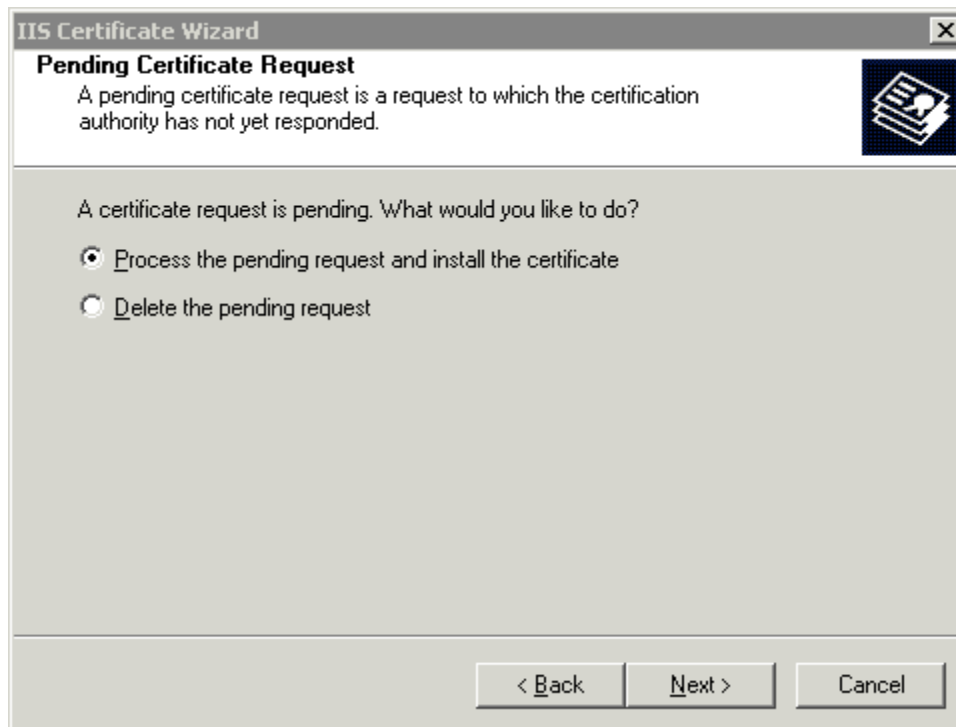 IIS Certificate Wizard
Pending Certificate Request
A pending certificate request is a request to which the certification
authority has not yet responded.
A certificate request is pending. What would you like to do?
Process the pending request and install the certificate
Delete the pending request
< Back Next > Cancel